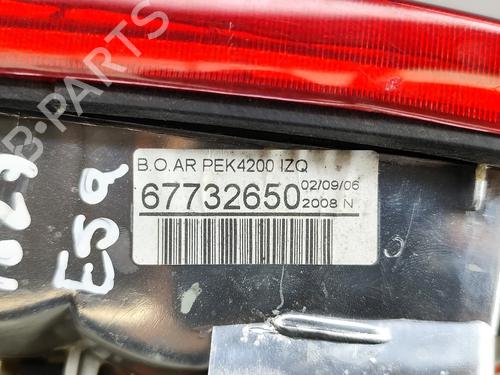 B-PARTS
B.O.AR PEK4200 IZQ
67732650
02/09/06
2008 N
ESQ